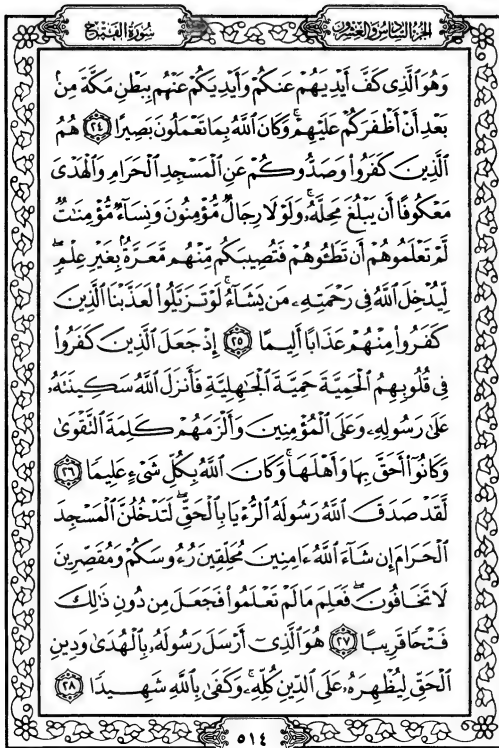 الجزء السادس والعشرون
سورة الفتح
وَهُوَ ٱلَّذِى كَفَّ أَيْدِيَهُمْ عَنكُمْ وَأَيْدِيَكُمْ عَنْهُم بِبَطْنِ مَكَّةَ مِنۢ
بَعْدِ أَنْ أَظْفَرَكُمْ عَلَيْهِمْ ۚ وَكَانَ ٱللَّهُ بِمَا تَعْمَلُونَ بَصِيرًا ٢٤ هُمُ
ٱلَّذِينَ كَفَرُوا۟ وَصَدُّوكُمْ عَنِ ٱلْمَسْجِدِ ٱلْحَرَامِ وَٱلْهَدْىَ
مَعْكُوفًا أَن يَبْلُغَ مَحِلَّهُۥ ۚ وَلَوْلَا رِجَالٌ مُّؤْمِنُونَ وَنِسَآءٌ مُّؤْمِنَـٰتٌ
لَّمْ تَعْلَمُوهُمْ أَن تَطَـُٔوهُمْ فَتُصِيبَكُم مِّنْهُم مَّعَرَّةٌۢ بِغَيْرِ عِلْمٍ ۖ
لِّيُدْخِلَ ٱللَّهُ فِى رَحْمَتِهِۦ مَن يَشَآءُ ۚ لَوْ تَزَيَّلُوا۟ لَعَذَّبْنَا ٱلَّذِينَ
كَفَرُوا۟ مِنْهُمْ عَذَابًا أَلِيمًا ٢٥ إِذْ جَعَلَ ٱلَّذِينَ كَفَرُوا۟
فِى قُلُوبِهِمُ ٱلْحَمِيَّةَ حَمِيَّةَ ٱلْجَـٰهِلِيَّةِ فَأَنزَلَ ٱللَّهُ سَكِينَتَهُۥ
عَلَىٰ رَسُولِهِۦ وَعَلَى ٱلْمُؤْمِنِينَ وَأَلْزَمَهُمْ كَلِمَةَ ٱلتَّقْوَىٰ
وَكَانُوٓا۟ أَحَقَّ بِهَا وَأَهْلَهَا ۚ وَكَانَ ٱللَّهُ بِكُلِّ شَىْءٍ عَلِيمًا ٢٦
لَّقَدْ صَدَقَ ٱللَّهُ رَسُولَهُ ٱلرُّءْيَا بِٱلْحَقِّ ۖ لَتَدْخُلُنَّ ٱلْمَسْجِدَ
ٱلْحَرَامَ إِن شَآءَ ٱللَّهُ ءَامِنِينَ مُحَلِّقِينَ رُءُوسَكُمْ وَمُقَصِّرِينَ
لَا تَخَافُونَ ۖ فَعَلِمَ مَا لَمْ تَعْلَمُوا۟ فَجَعَلَ مِن دُونِ ذَٰلِكَ
فَتْحًا قَرِيبًا ٢٧ هُوَ ٱلَّذِىٓ أَرْسَلَ رَسُولَهُۥ بِٱلْهُدَىٰ وَدِينِ
ٱلْحَقِّ لِيُظْهِرَهُۥ عَلَى ٱلدِّينِ كُلِّهِۦ ۚ وَكَفَىٰ بِٱللَّهِ شَهِيدًا ٢٨
٥١٤